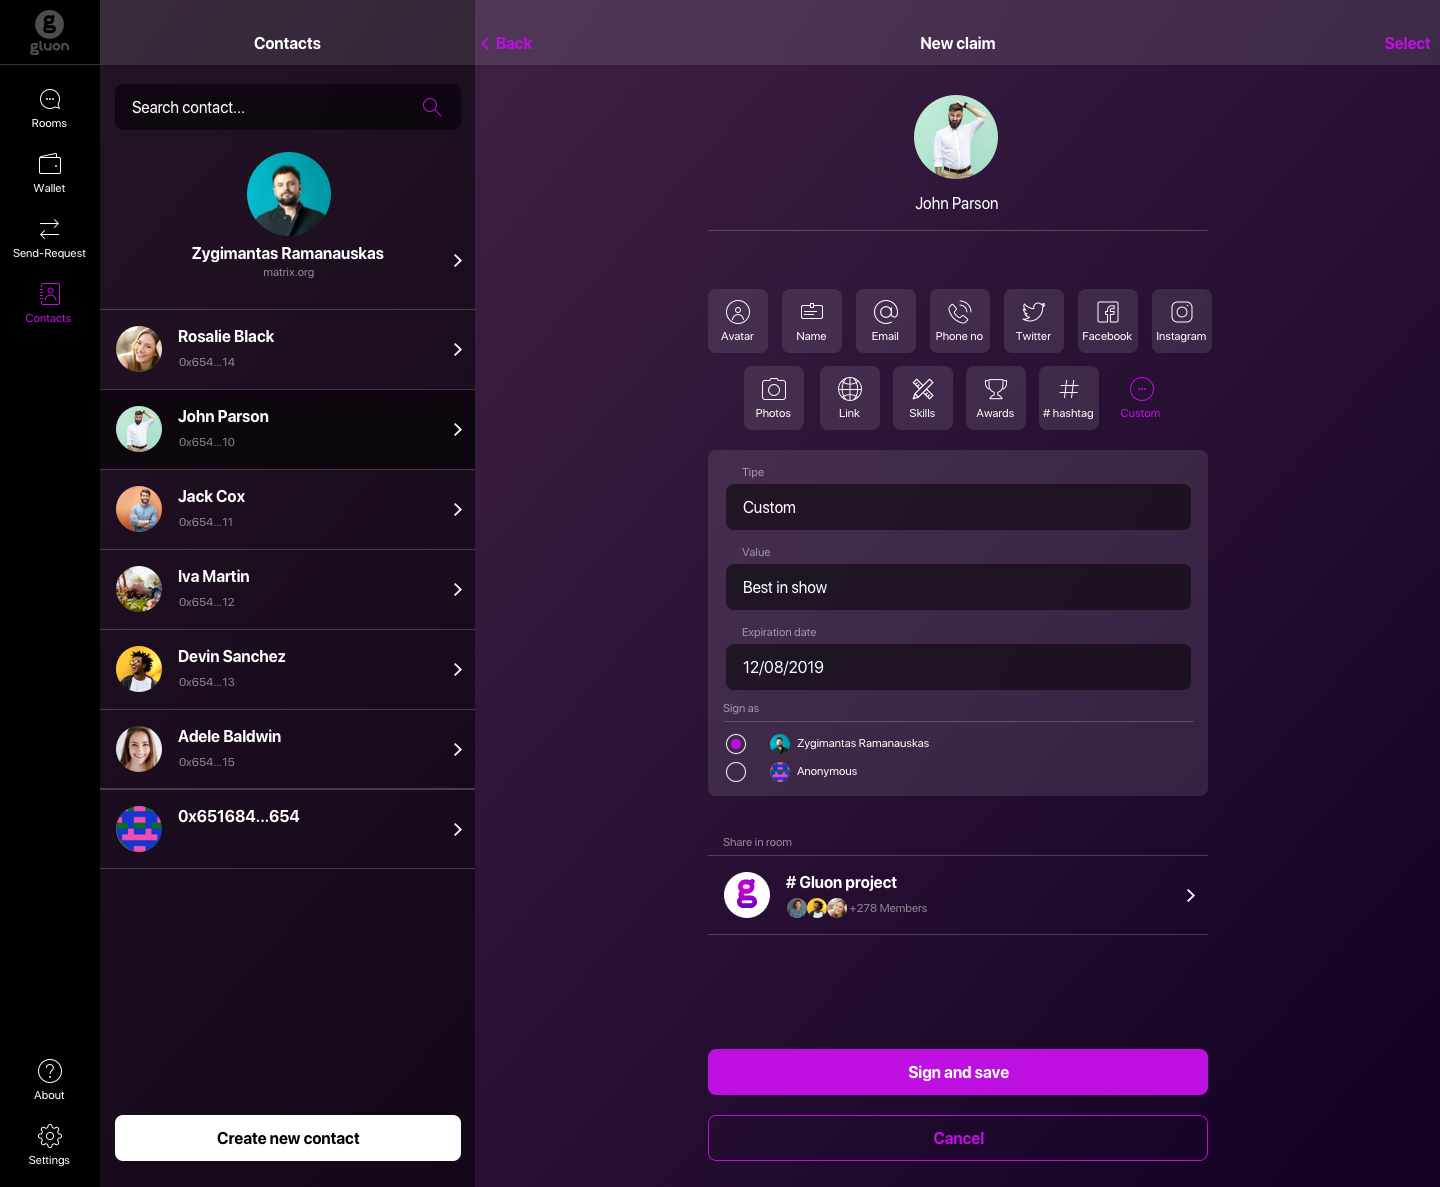 gluon
Rooms
Wallet
Send-Request
Contacts
About
Settings
Contacts
Search contact...
Zygimantas Ramanauskas
matrix.org
Rosalie Black
0x654...14
John Parson
0x654...10
Jack Cox
0x654...11
Iva Martin
0x654...12
Devin Sanchez
0x654...13
Adele Baldwin
0x654...15
0x651684...654
Create new contact
Back
New claim
Select
John Parson
Avatar
Name
Email
Phone no
Twitter
Facebook
Instagram
Photos
Link
Skills
Awards
# hashtag
Custom
Tipe
Custom
Value
Best in show
Expiration date
12/08/2019
Sign as
Zygimantas Ramanauskas
Anonymous
Share in room
# Gluon project
+278 Members
Sign and save
Cancel